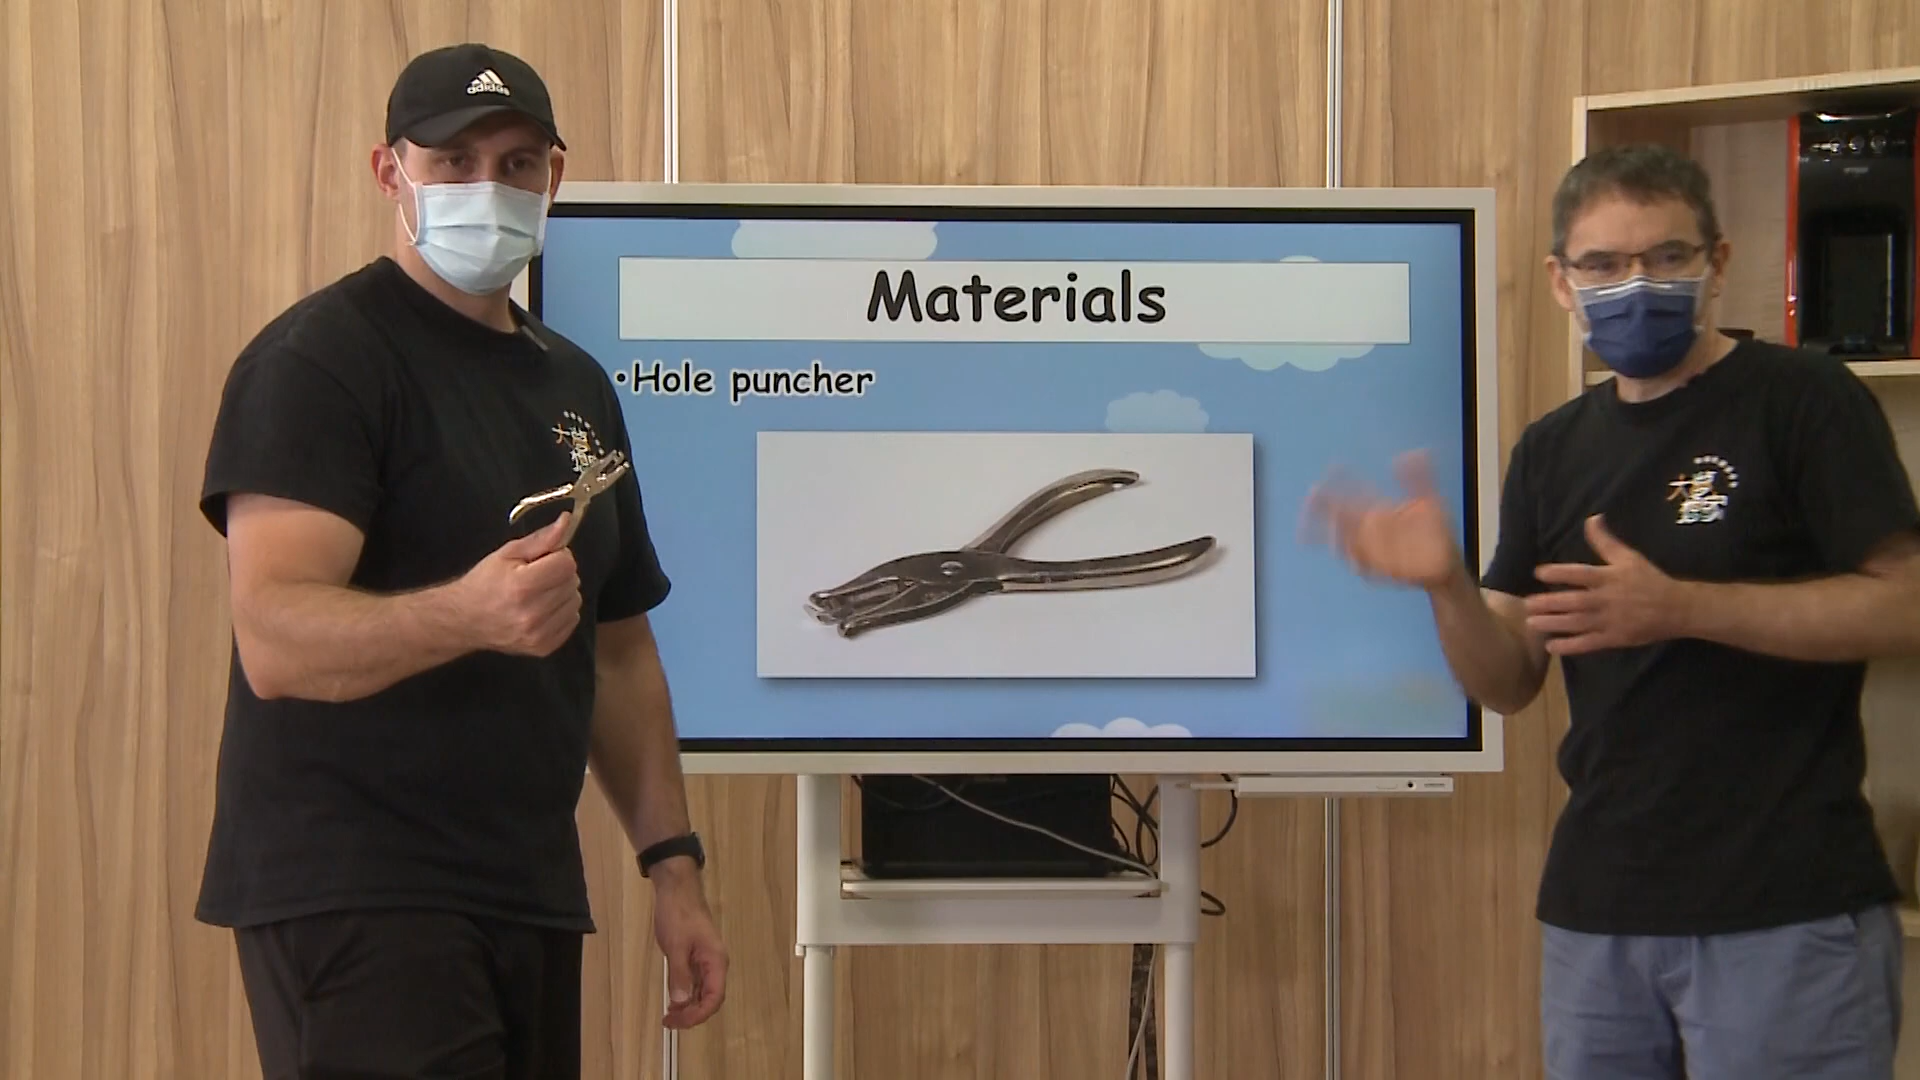 adidas
Materials
•Hole puncher